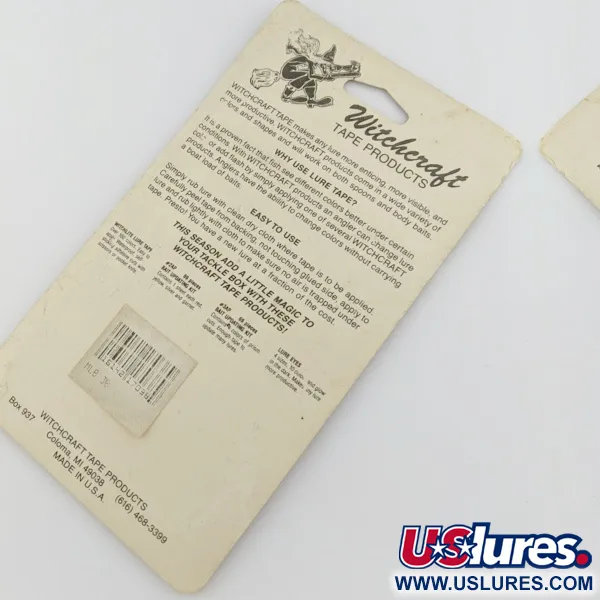 Witchcraft
TAPE PRODUCTS
WITCHCRAFT TAPE makes any lure more enticing, more visible, and
more productive. WITCHCRAFT products come in a wide variety of
colors and shapes and will work on both spoons and body baits.
WHY USE LURE TAPE?
It is a proven fact that fish see different colors better under certain
conditions. With WITCHCRAFT products an angler can change lure
color or add flash by simply applying one of several WITCHCRAFT
products. Anglers have the ability to change colors without carrying
a boat load of baits.
EASY TO USE
Simply rub lure with clean dry cloth where tape is to be applied.
Carefully peel tape from backing, not touching glued side, apply to
lure and rub lightly with cloth to make sure no air is trapped under
tape. Presto! You have a new lure at a fraction of the cost.
THIS SEASON ADD A LITTLE MAGIC TO
YOUR TACKLE BOX WITH THESE
WITCHCRAFT TAPE PRODUCTS!
LURE TAPE
BAIT UPDATING KIT
BAIT UPDATING KIT
LURE EYES
WITCHCRAFT TAPE PRODUCTS
Box 937 Coloma, MI 49038 (616) 468-3399
MADE IN U.S.A.
USlures.
WWW.USLURES.COM